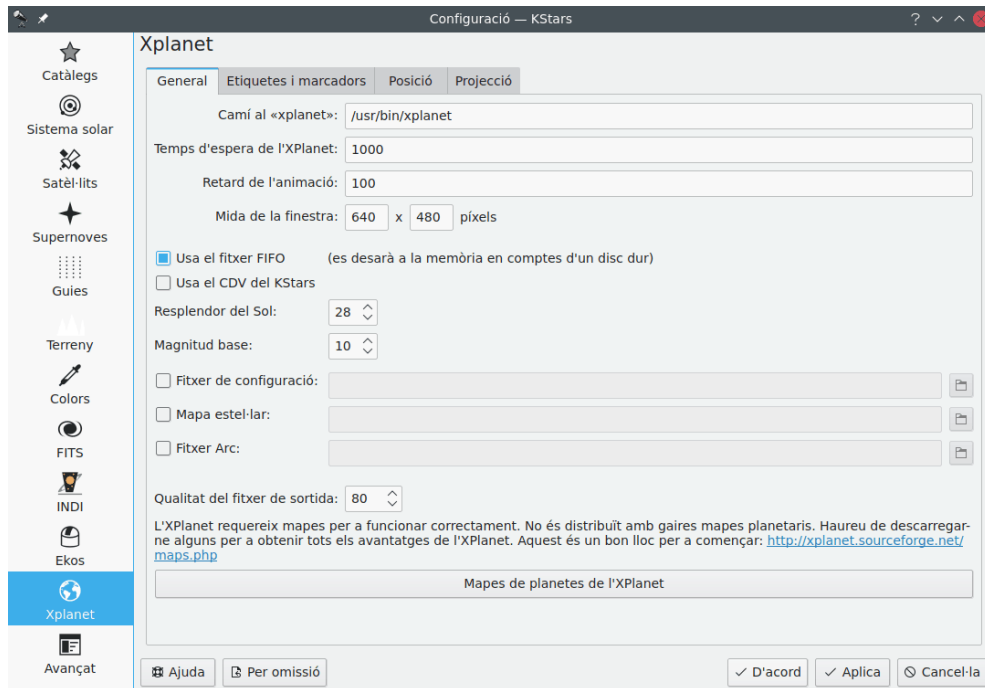 Configuració — KStars
Catàlegs
Sistema solar
Satèl·lits
Supernoves
Guies
Terreny
Colors
FITS
INDI
Ekos
Xplanet
Avançat
Xplanet
General Etiquetes i marcadors Posició Projecció
Camí al «xplanet»: /usr/bin/xplanet
Temps d'espera de l'XPlanet: 1000
Retard de l'animació: 100
Mida de la finestra: 640 x 480 píxels
Usa el fitxer FIFO (es desarà a la memòria en comptes d'un disc dur)
Usa el CDV del KStars
Resplendor del Sol: 28
Magnitud base: 10
Fitxer de configuració:
Mapa estel·lar:
Fitxer Arc:
Qualitat del fitxer de sortida: 80
L'XPlanet requereix mapes per a funcionar correctament. No és distribuït amb gaires mapes planetaris. Haureu de descarregar-
ne alguns per a obtenir tots els avantatges de l'XPlanet. Aquest és un bon lloc per a començar: http://xplanet.sourceforge.net/
maps.php
Mapes de planetes de l'XPlanet
Ajuda Per omissió D'acord Aplica Cancel·la